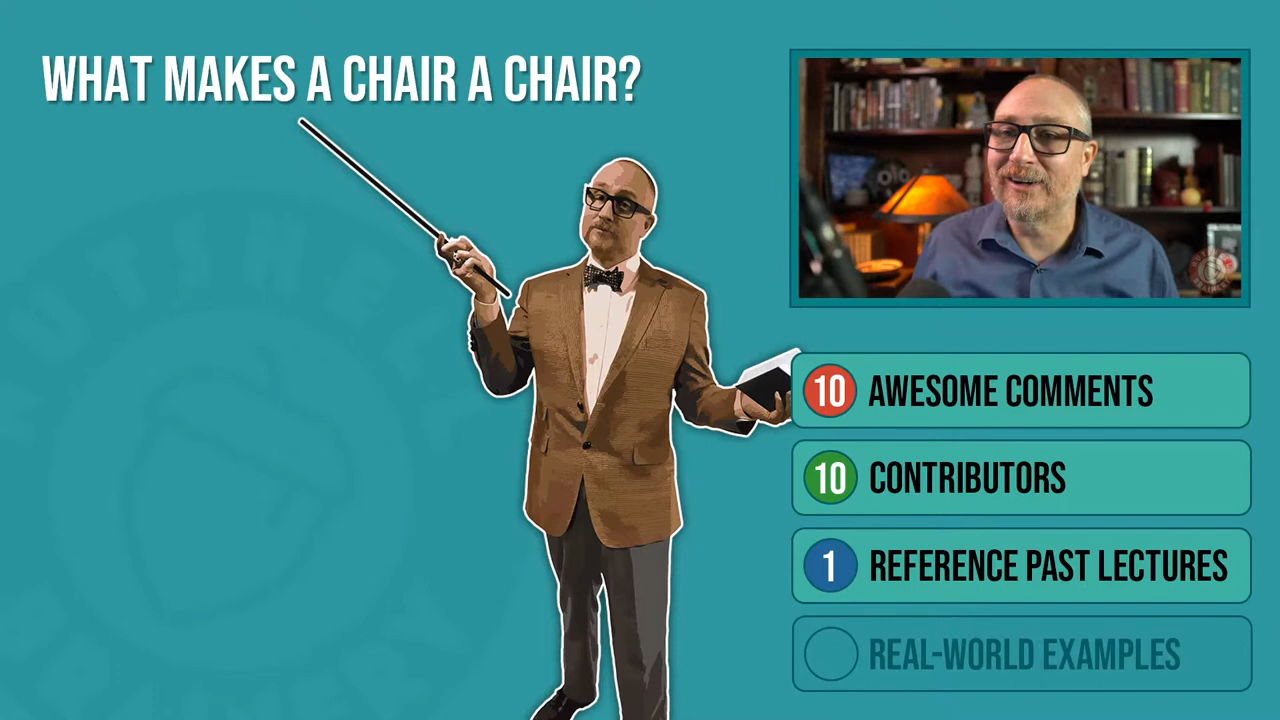 WHAT MAKES A CHAIR A CHAIR?
10 AWESOME COMMENTS
10 CONTRIBUTORS
1 REFERENCE PAST LECTURES
REAL-WORLD EXAMPLES